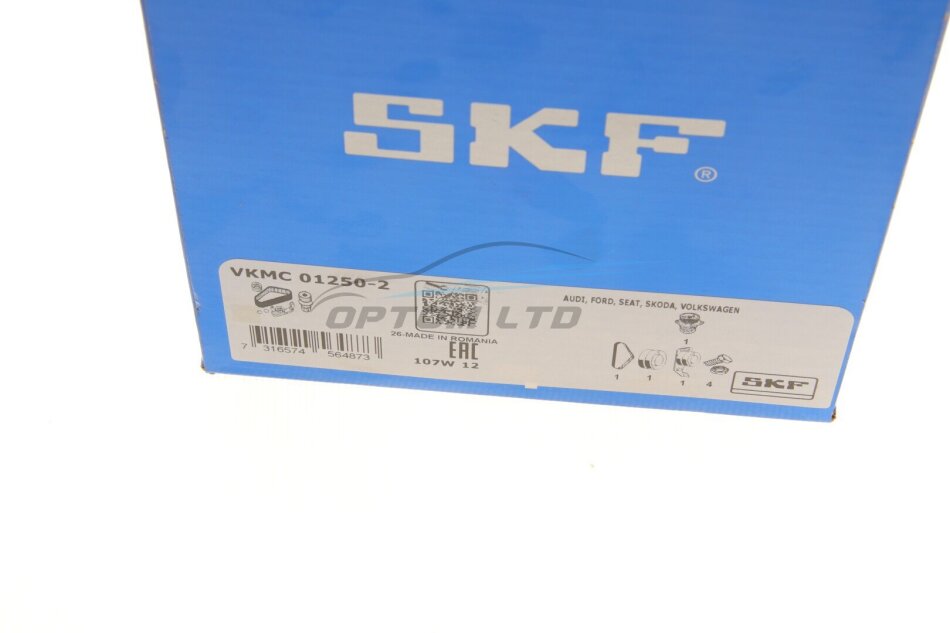 SKF®
VKMC 01250-2
AUDI, FORD, SEAT, SKODA, VOLKSWAGEN
OPTOM LTD
26-MADE IN ROMANIA
7 316574 564873
EAC
107W 12
1
1 1 1 4
SKF